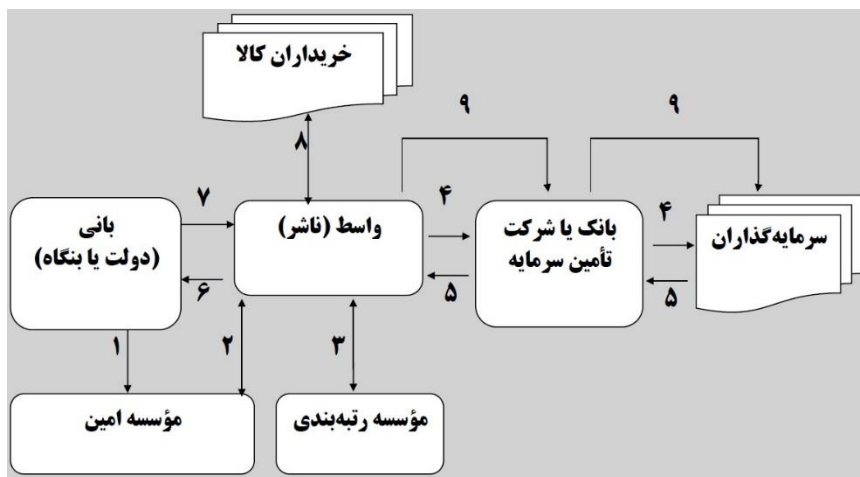 خریداران کالا
۹
۹
۸
۷
۴
۴
بانی
(دولت یا بنگاه)
واسط (ناشر)
بانک یا شرکت
تأمین سرمایه
سرمایه‌گذاران
۶
۵
۵
۱
۲
۳
مؤسسه امین
مؤسسه رتبه‌بندی